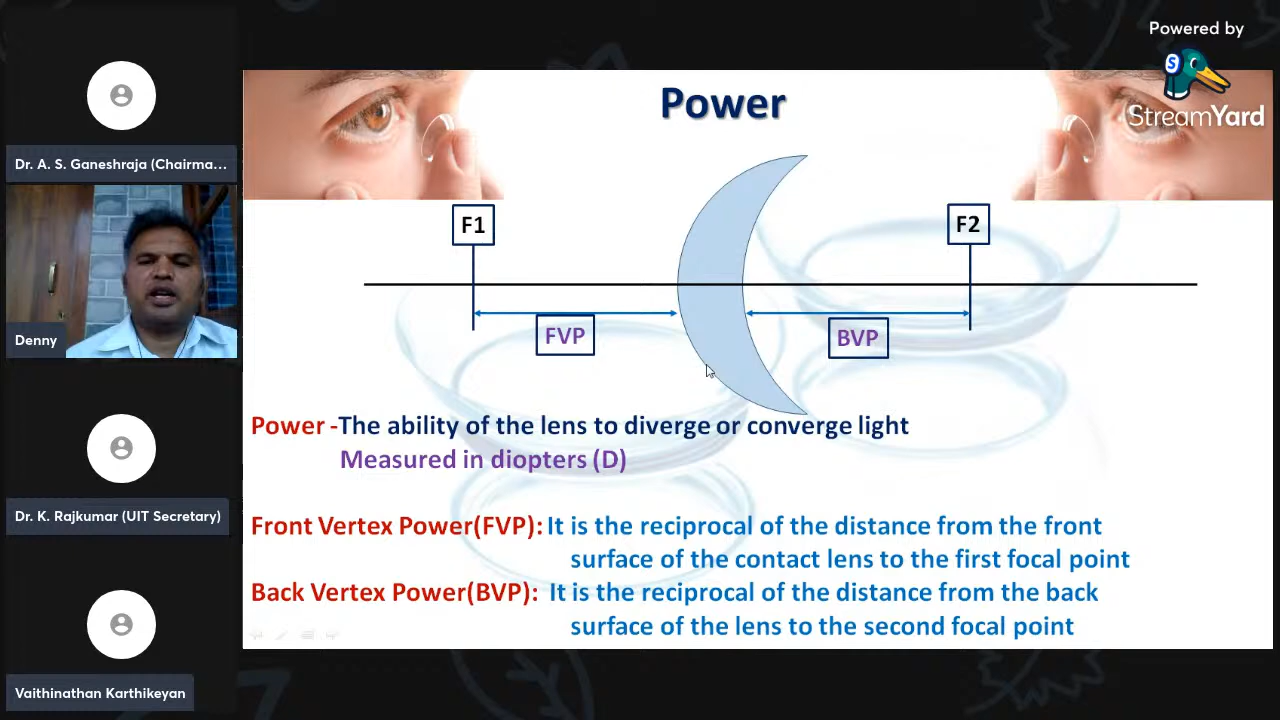 Powered by
S
StreamYard
Dr. A. S. Ganeshraja (Chairma...
Denny
Dr. K. Rajkumar (UIT Secretary)
Vaithinathan Karthikeyan
Power
F1
F2
FVP
BVP
Power -The ability of the lens to diverge or converge light
Measured in diopters (D)
Front Vertex Power(FVP): It is the reciprocal of the distance from the front
surface of the contact lens to the first focal point
Back Vertex Power(BVP): It is the reciprocal of the distance from the back
surface of the lens to the second focal point